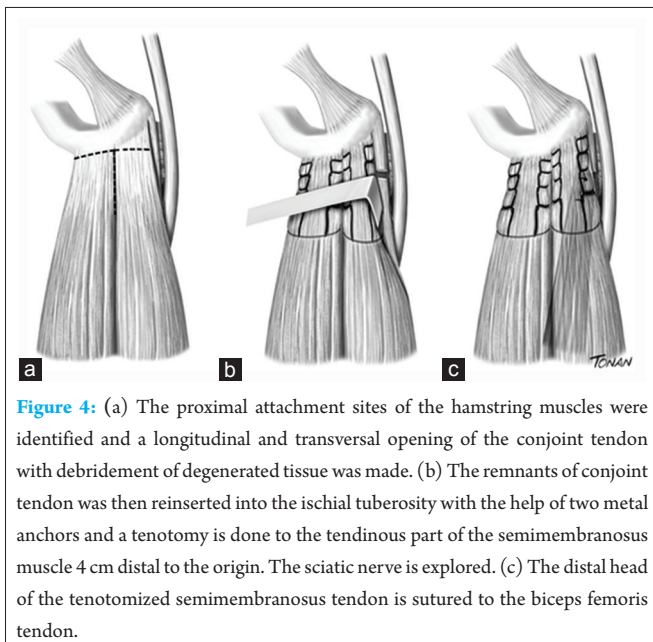 a
b
c
TONAN
Figure 4: (a) The proximal attachment sites of the hamstring muscles were
identified and a longitudinal and transversal opening of the conjoint tendon
with debridement of degenerated tissue was made. (b) The remnants of conjoint
tendon was then reinserted into the ischial tuberosity with the help of two metal
anchors and a tenotomy is done to the tendinous part of the semimembranosus
muscle 4 cm distal to the origin. The sciatic nerve is explored. (c) The distal head
of the tenotomized semimembranosus tendon is sutured to the biceps femoris
tendon.